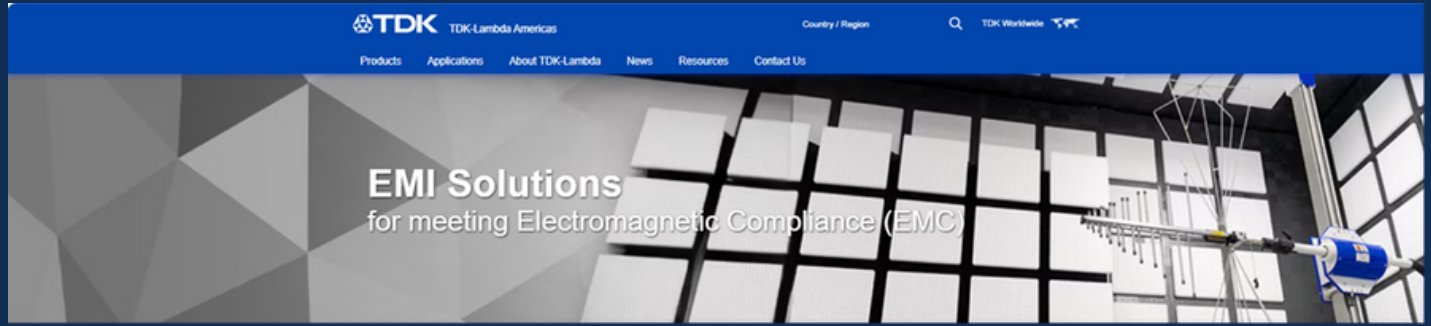 TDK TDK-Lambda Americas Country / Region TDK Worldwide
Products Applications About TDK-Lambda News Resources Contact Us
EMI Solutions
for meeting Electromagnetic Compliance (EMC)